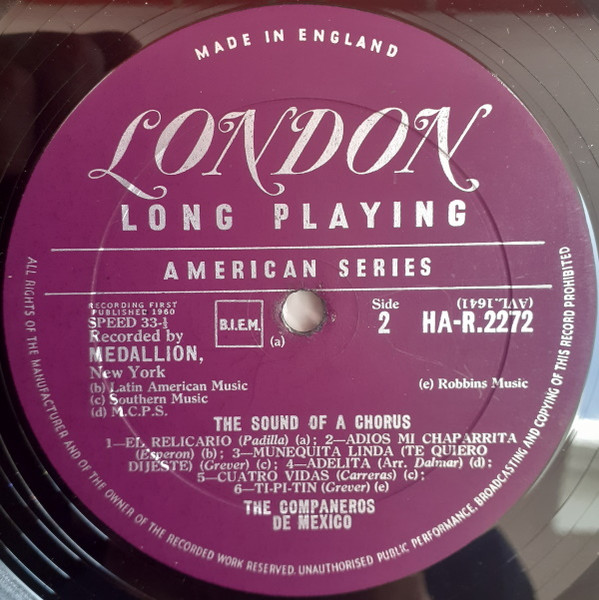 MADE IN ENGLAND
LONDON
LONG PLAYING
AMERICAN SERIES
RECORDING FIRST
PUBLISHED 1960
SPEED 33-⅓
Recorded by
MEDALLION,
New York
B.I.E.M.
(a)
Side
2
(AVL.1641)
HA-R.2272
(b) Latin American Music
(c) Southern Music
(d) M.C.P.S.
(e) Robbins Music
THE SOUND OF A CHORUS
1—EL RELICARIO (Padilla) (a); 2—ADIOS MI CHAPARRITA
(Esperon) (b); 3—MUNEQUITA LINDA (TE QUIERO
DIJESTE) (Grever) (c); 4—ADELITA (Arr. Dalmar) (d);
5—CUATRO VIDAS (Carreras) (c);
6—TI-PI-TIN (Grever) (e)
THE COMPANEROS
DE MEXICO
ALL RIGHTS OF THE MANUFACTURER AND OF THE OWNER OF THE RECORDED WORK RESERVED. UNAUTHORISED PUBLIC PERFORMANCE, BROADCASTING AND COPYING OF THIS RECORD PROHIBITED